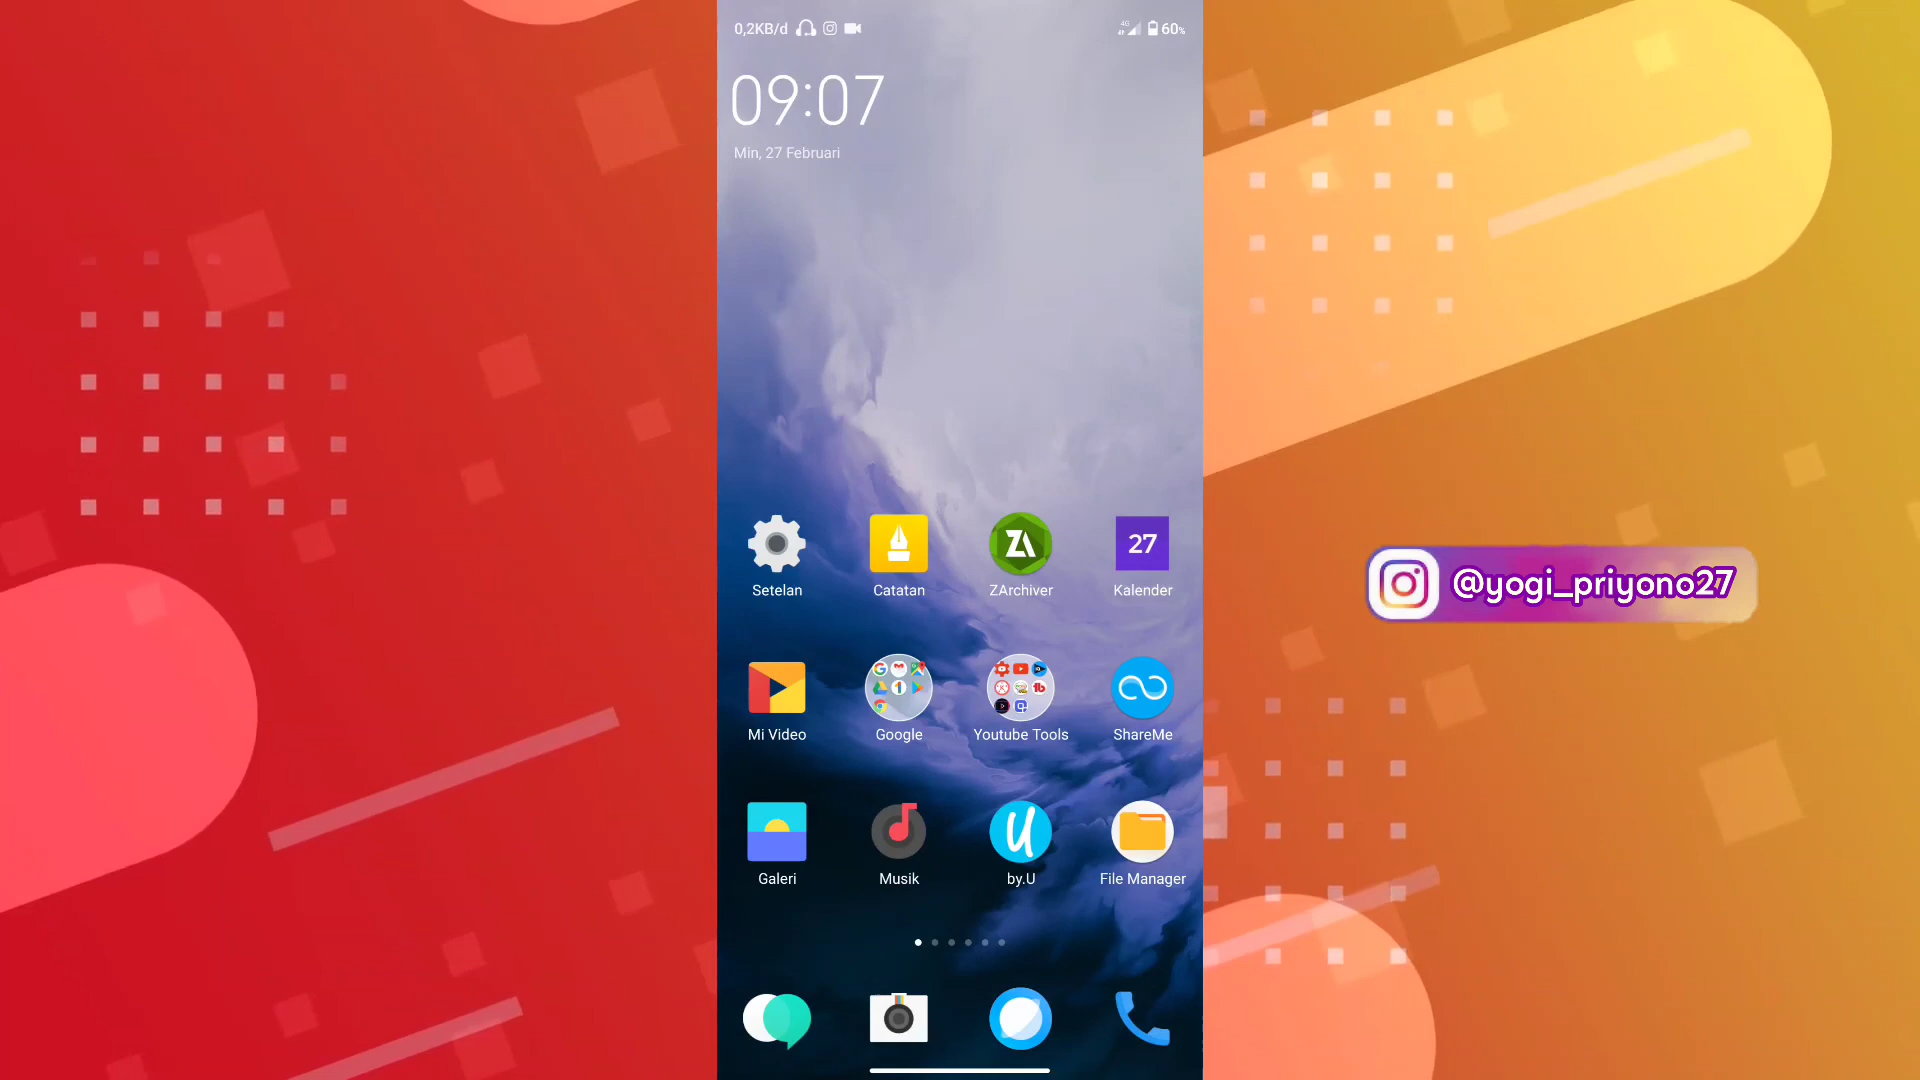 0,2KB/d
4G
60%
09:07
Min, 27 Februari
27
Setelan
Catatan
ZArchiver
Kalender
Mi Video
Google
Youtube Tools
ShareMe
Galeri
Musik
by.U
File Manager
@yogi_priyono27